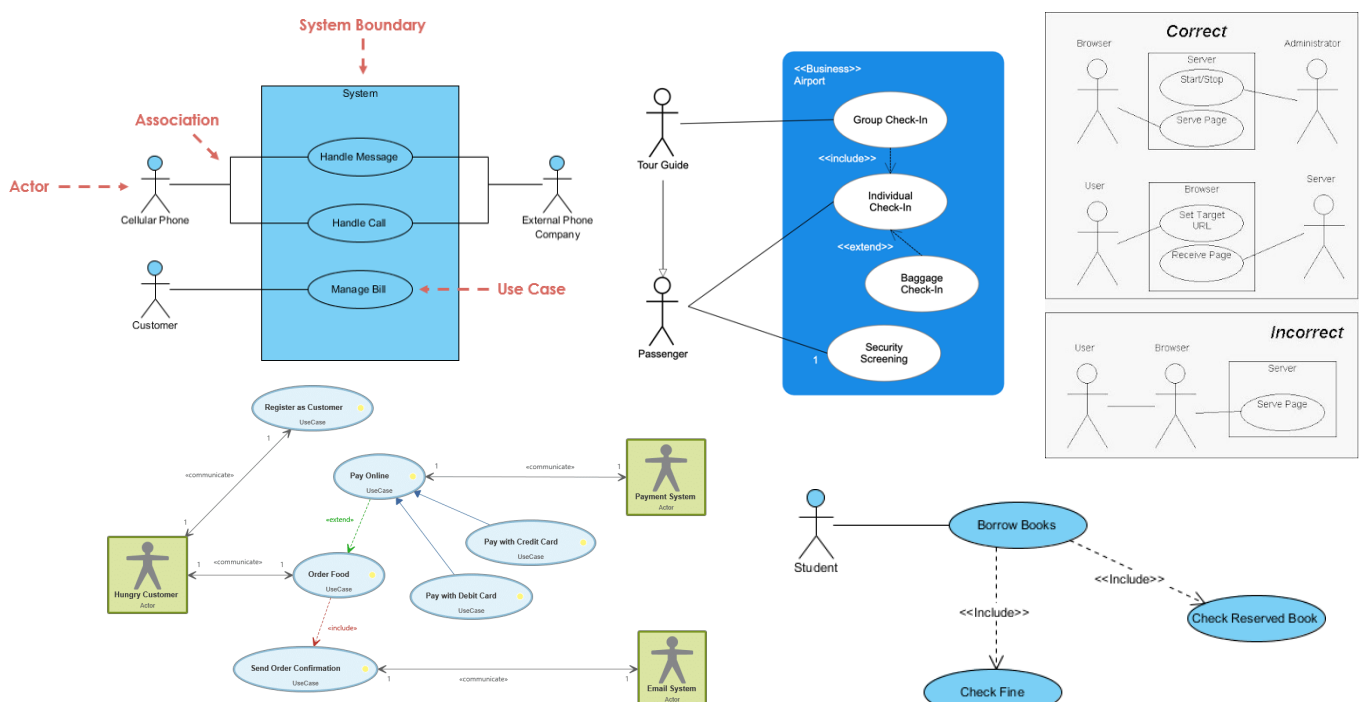 System Boundary
System
Association
Handle Message
Actor
Cellular Phone
Handle Call
External Phone
Company
Manage Bill
Use Case
Customer
<<Business>>
Airport
Group Check-In
Tour Guide
<<include>>
Individual
Check-In
<<extend>>
Baggage
Check-In
Passenger
1
Security
Screening
Correct
Browser
Administrator
Server
Start/Stop
Serve Page
User
Server
Browser
Set Target
URL
Receive Page
Incorrect
User
Browser
Server
Serve Page
Register as Customer
UseCase
1
«communicate»
1
Pay Online
UseCase
1
«communicate»
1
Payment System
Actor
«extend»
Pay with Credit Card
UseCase
Hungry Customer
Actor
1
«communicate»
1
Order Food
UseCase
Pay with Debit Card
UseCase
«include»
Send Order Confirmation
UseCase
1
«communicate»
1
Email System
Actor
Student
Borrow Books
<<Include>>
<<Include>>
Check Reserved Book
Check Fine